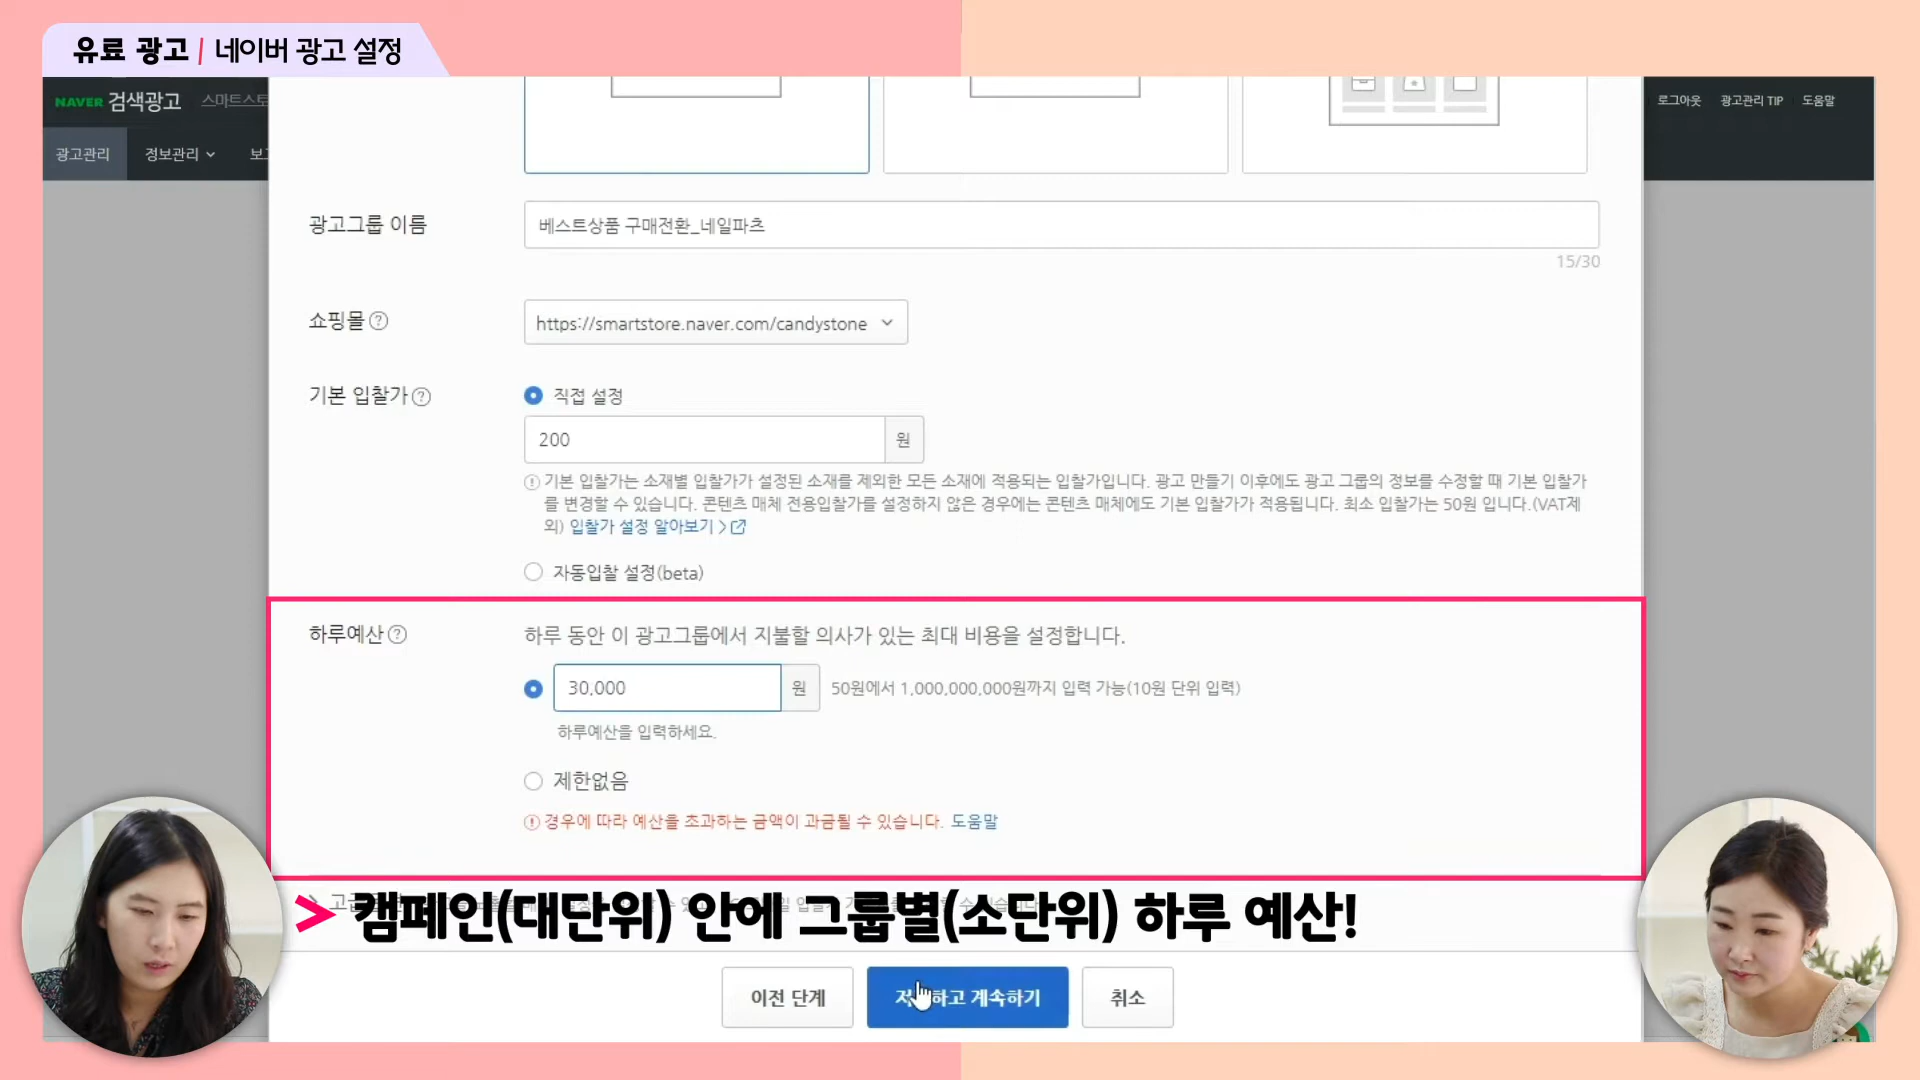 유료 광고 | 네이버 광고 설정
NAVER 검색광고 스마트스토
로그아웃 광고관리 TIP 도움말
광고관리 정보관리 보
광고그룹 이름
베스트상품 구매전환_네일파츠
15/30
쇼핑몰
https://smartstore.naver.com/candystone
기본 입찰가
직접 설정
200 원
기본 입찰가는 소재별 입찰가가 설정된 소재를 제외한 모든 소재에 적용되는 입찰가입니다. 광고 만들기 이후에도 광고 그룹의 정보를 수정할 때 기본 입찰가
를 변경할 수 있습니다. 콘텐츠 매체 전용입찰가를 설정하지 않은 경우에는 콘텐츠 매체에도 기본 입찰가가 적용됩니다. 최소 입찰가는 50원 입니다.(VAT제
외) 입찰가 설정 알아보기 >
자동입찰 설정(beta)
하루예산
하루 동안 이 광고그룹에서 지불할 의사가 있는 최대 비용을 설정합니다.
30,000 원 50원에서 1,000,000,000원까지 입력 가능(10원 단위 입력)
하루예산을 입력하세요.
제한없음
경우에 따라 예산을 초과하는 금액이 과금될 수 있습니다. 도움말
> 캠페인(대단위) 안에 그룹별(소단위) 하루 예산!
이전 단계 하고 계속하기 취소